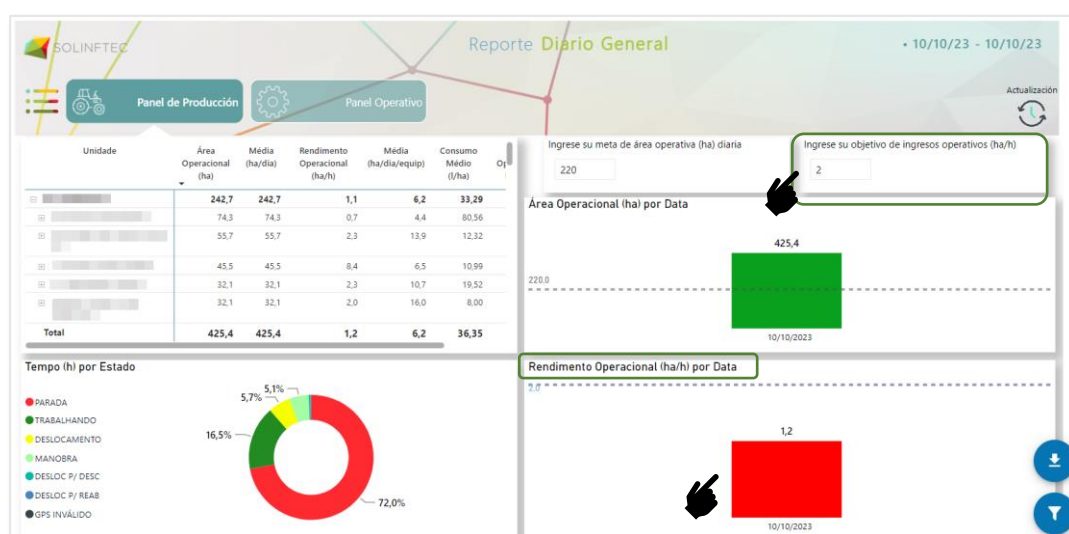 SOLINFTEC
Reporte Diario General
• 10/10/23 - 10/10/23
Panel de Producción
Panel Operativo
Actualización
Unidade
Área Operacional (ha)
Média (ha/dia)
Rendimento Operacional (ha/h)
Média (ha/dia/equip)
Consumo Médio (l/ha)
242,7 242,7 1,1 6,2 33,29
74,3 74,3 0,7 4,4 80,56
55,7 55,7 2,3 13,9 12,32
45,5 45,5 8,4 6,5 10,99
32,1 32,1 2,3 10,7 19,52
32,1 32,1 2,0 16,0 8,00
Total 425,4 425,4 1,2 6,2 36,35
Ingrese su meta de área operativa (ha) diaria
220
Ingrese su objetivo de ingresos operativos (ha/h)
2
Área Operacional (ha) por Data
425,4
220.0
10/10/2023
Tempo (h) por Estado
PARADA
TRABALHANDO
DESLOCAMENTO
MANOBRA
DESLOC P/ DESC
DESLOC P/ REAB
GPS INVÁLIDO
5,1%
5,7%
16,5%
72,0%
Rendimento Operacional (ha/h) por Data
2.0
1,2
10/10/2023